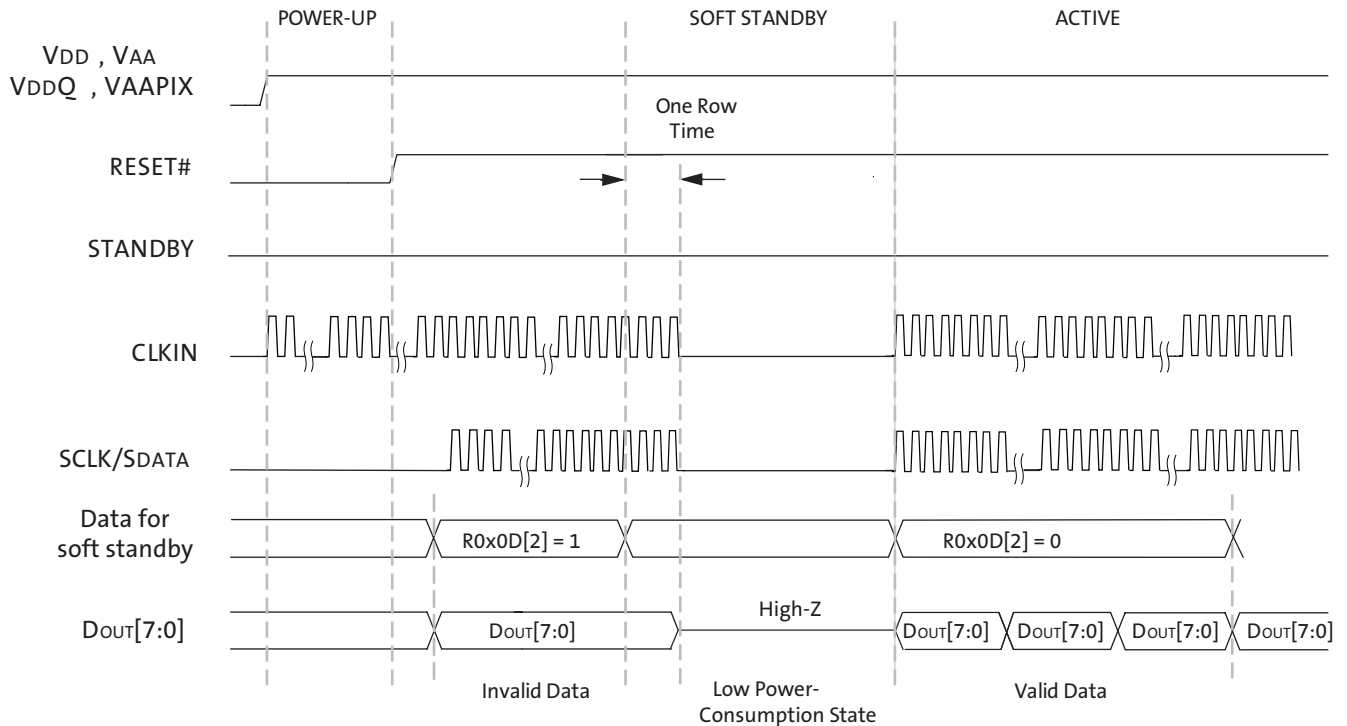 POWER-UP SOFT STANDBY ACTIVE
VDD , VAA
VDDQ , VAAPIX
One Row
Time
RESET#
STANDBY
CLKIN
SCLK/SDATA
Data for
soft standby
R0x0D[2] = 1 R0x0D[2] = 0
High-Z
DOUT[7:0] DOUT[7:0] DOUT[7:0] DOUT[7:0] DOUT[7:0] DOUT[7:0]
Invalid Data Low Power- Valid Data
Consumption State